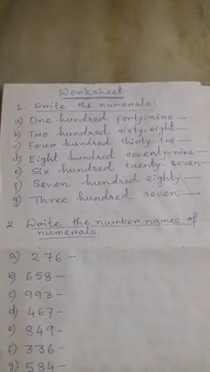 Worksheet
1. Write the numerals:
a) One hundred forty-nine —
b) Two hundred sixty-eight —
c) Four hundred thirty-two —
d) Eight hundred seventy-nine —
e) Six hundred twenty-seven —
f) Seven hundred eighty —
g) Three hundred seven —
2. Write the number names of
numerals.
a) 276 —
b) 658 —
c) 993 —
d) 467 —
e) 849 —
f) 336 —
g) 584 —